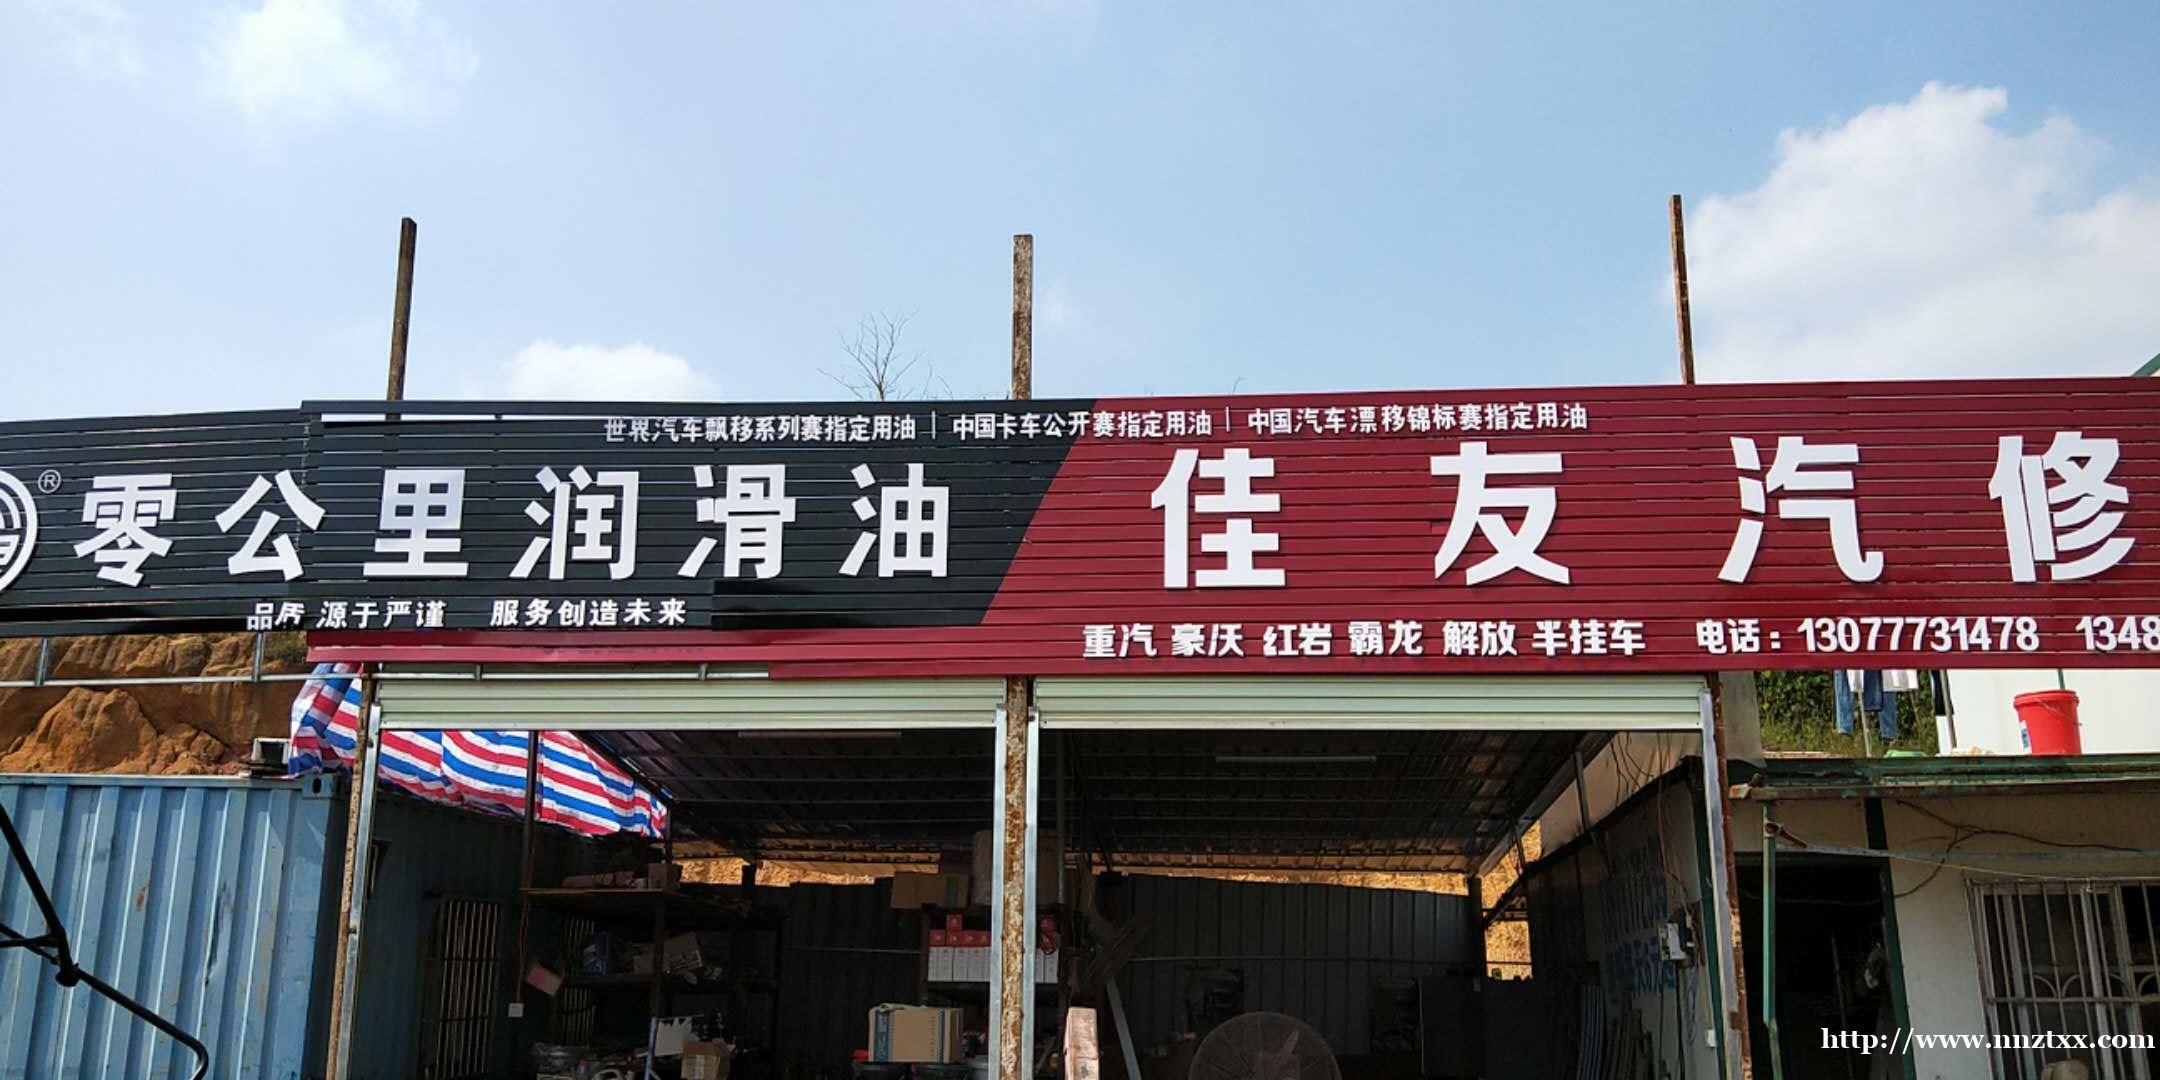 世界汽车飘移系列赛指定用油 | 中国卡车公开赛指定用油 | 中国汽车漂移锦标赛指定用油
® 零公里润滑油
佳友汽修
品质源于严谨 服务创造未来
重汽 豪沃 红岩 霸龙 解放 半挂车 电话：13077731478 1348
http://www.nnztxx.com